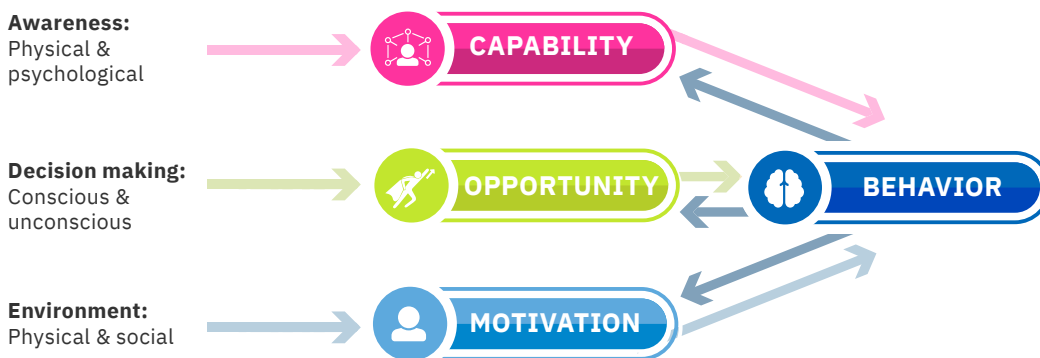 Awareness:
Physical &
psychological
CAPABILITY
Decision making:
Conscious &
unconscious
OPPORTUNITY
BEHAVIOR
Environment:
Physical & social
MOTIVATION